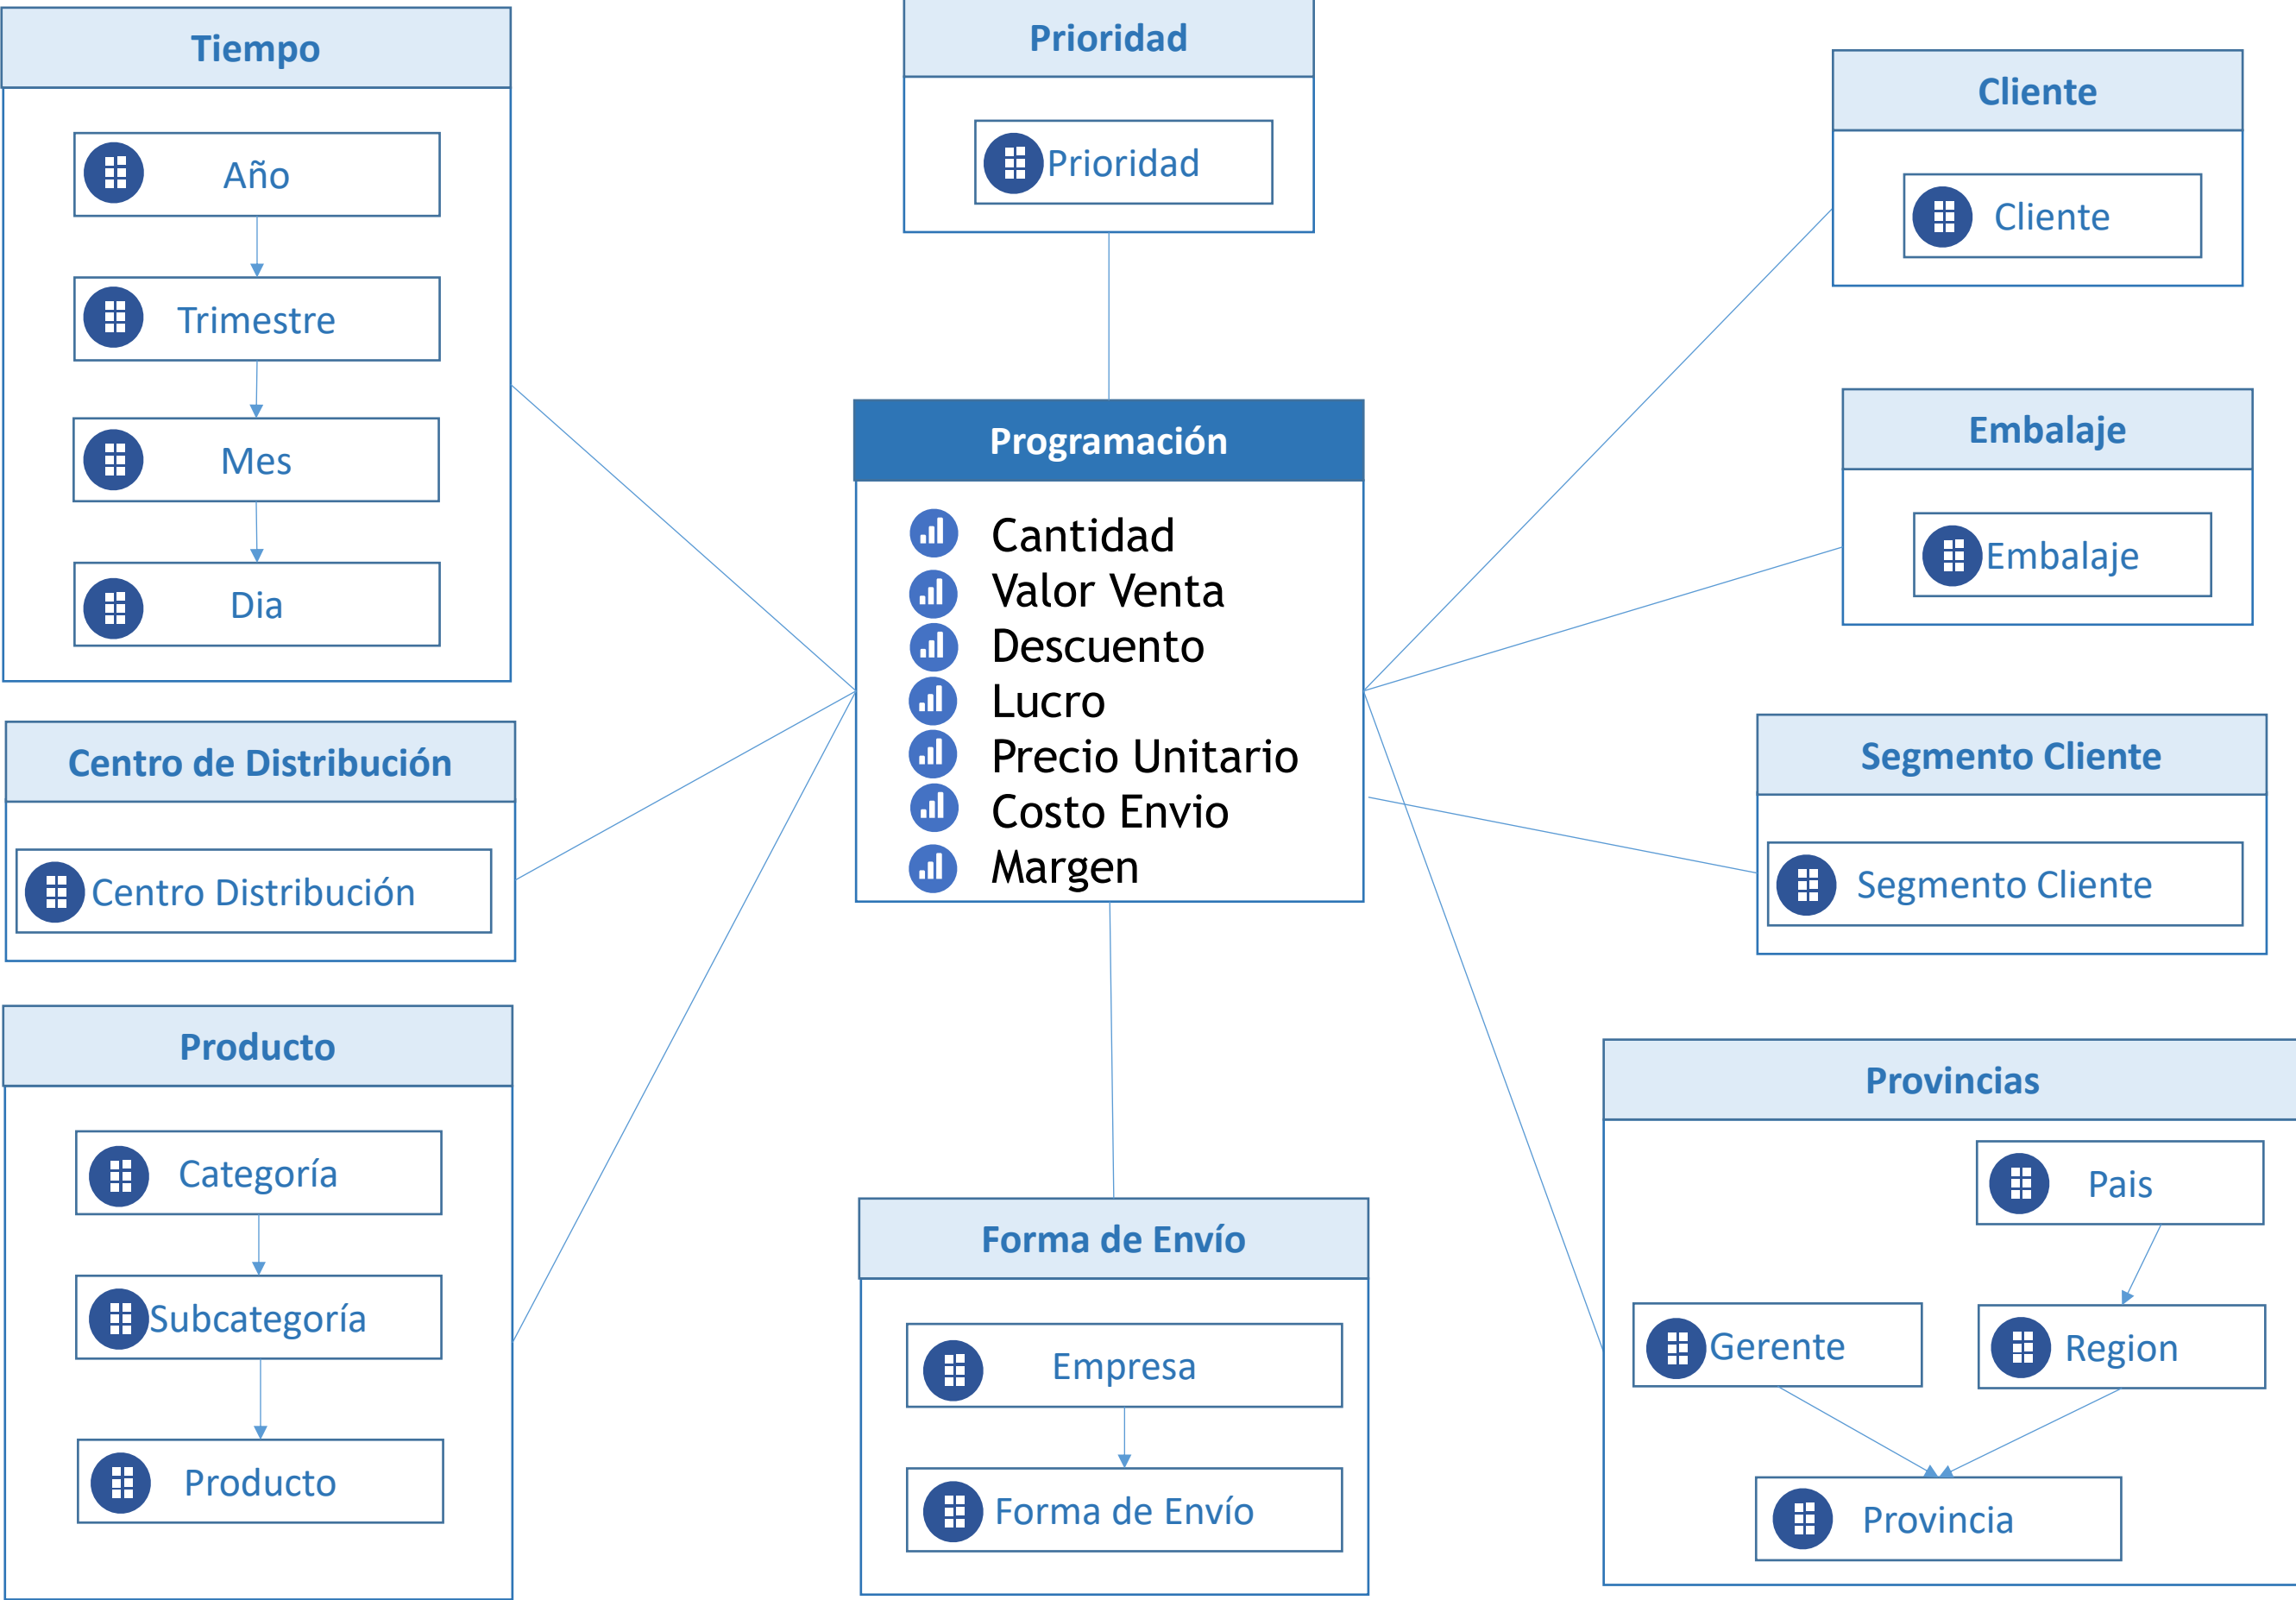 Tiempo
Año
Trimestre
Mes
Dia
Centro de Distribución
Centro Distribución
Producto
Categoría
Subcategoría
Producto
Prioridad
Prioridad
Programación
Cantidad
Valor Venta
Descuento
Lucro
Precio Unitario
Costo Envio
Margen
Forma de Envío
Empresa
Forma de Envío
Cliente
Cliente
Embalaje
Embalaje
Segmento Cliente
Segmento Cliente
Provincias
Pais
Gerente
Region
Provincia